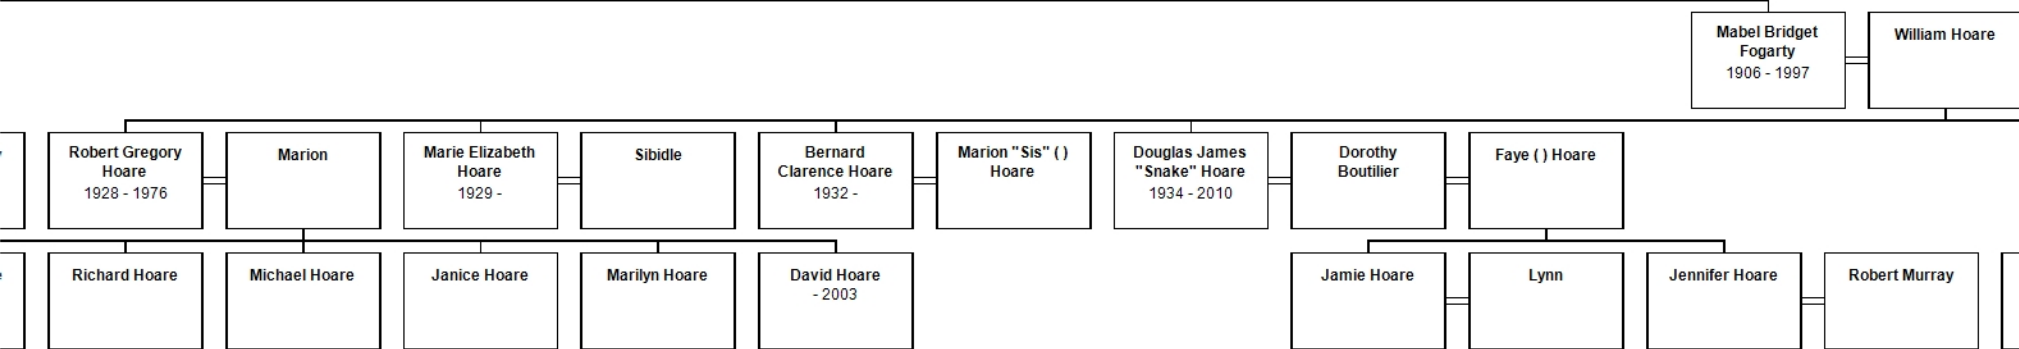 Mabel Bridget
Fogarty
1906 - 1997
William Hoare
Robert Gregory
Hoare
1928 - 1976
Marion
Marie Elizabeth
Hoare
1929 -
Sibidle
Bernard
Clarence Hoare
1932 -
Marion "Sis" ( )
Hoare
Douglas James
"Snake" Hoare
1934 - 2010
Dorothy
Boutilier
Faye ( ) Hoare
Richard Hoare
Michael Hoare
Janice Hoare
Marilyn Hoare
David Hoare
- 2003
Jamie Hoare
Lynn
Jennifer Hoare
Robert Murray